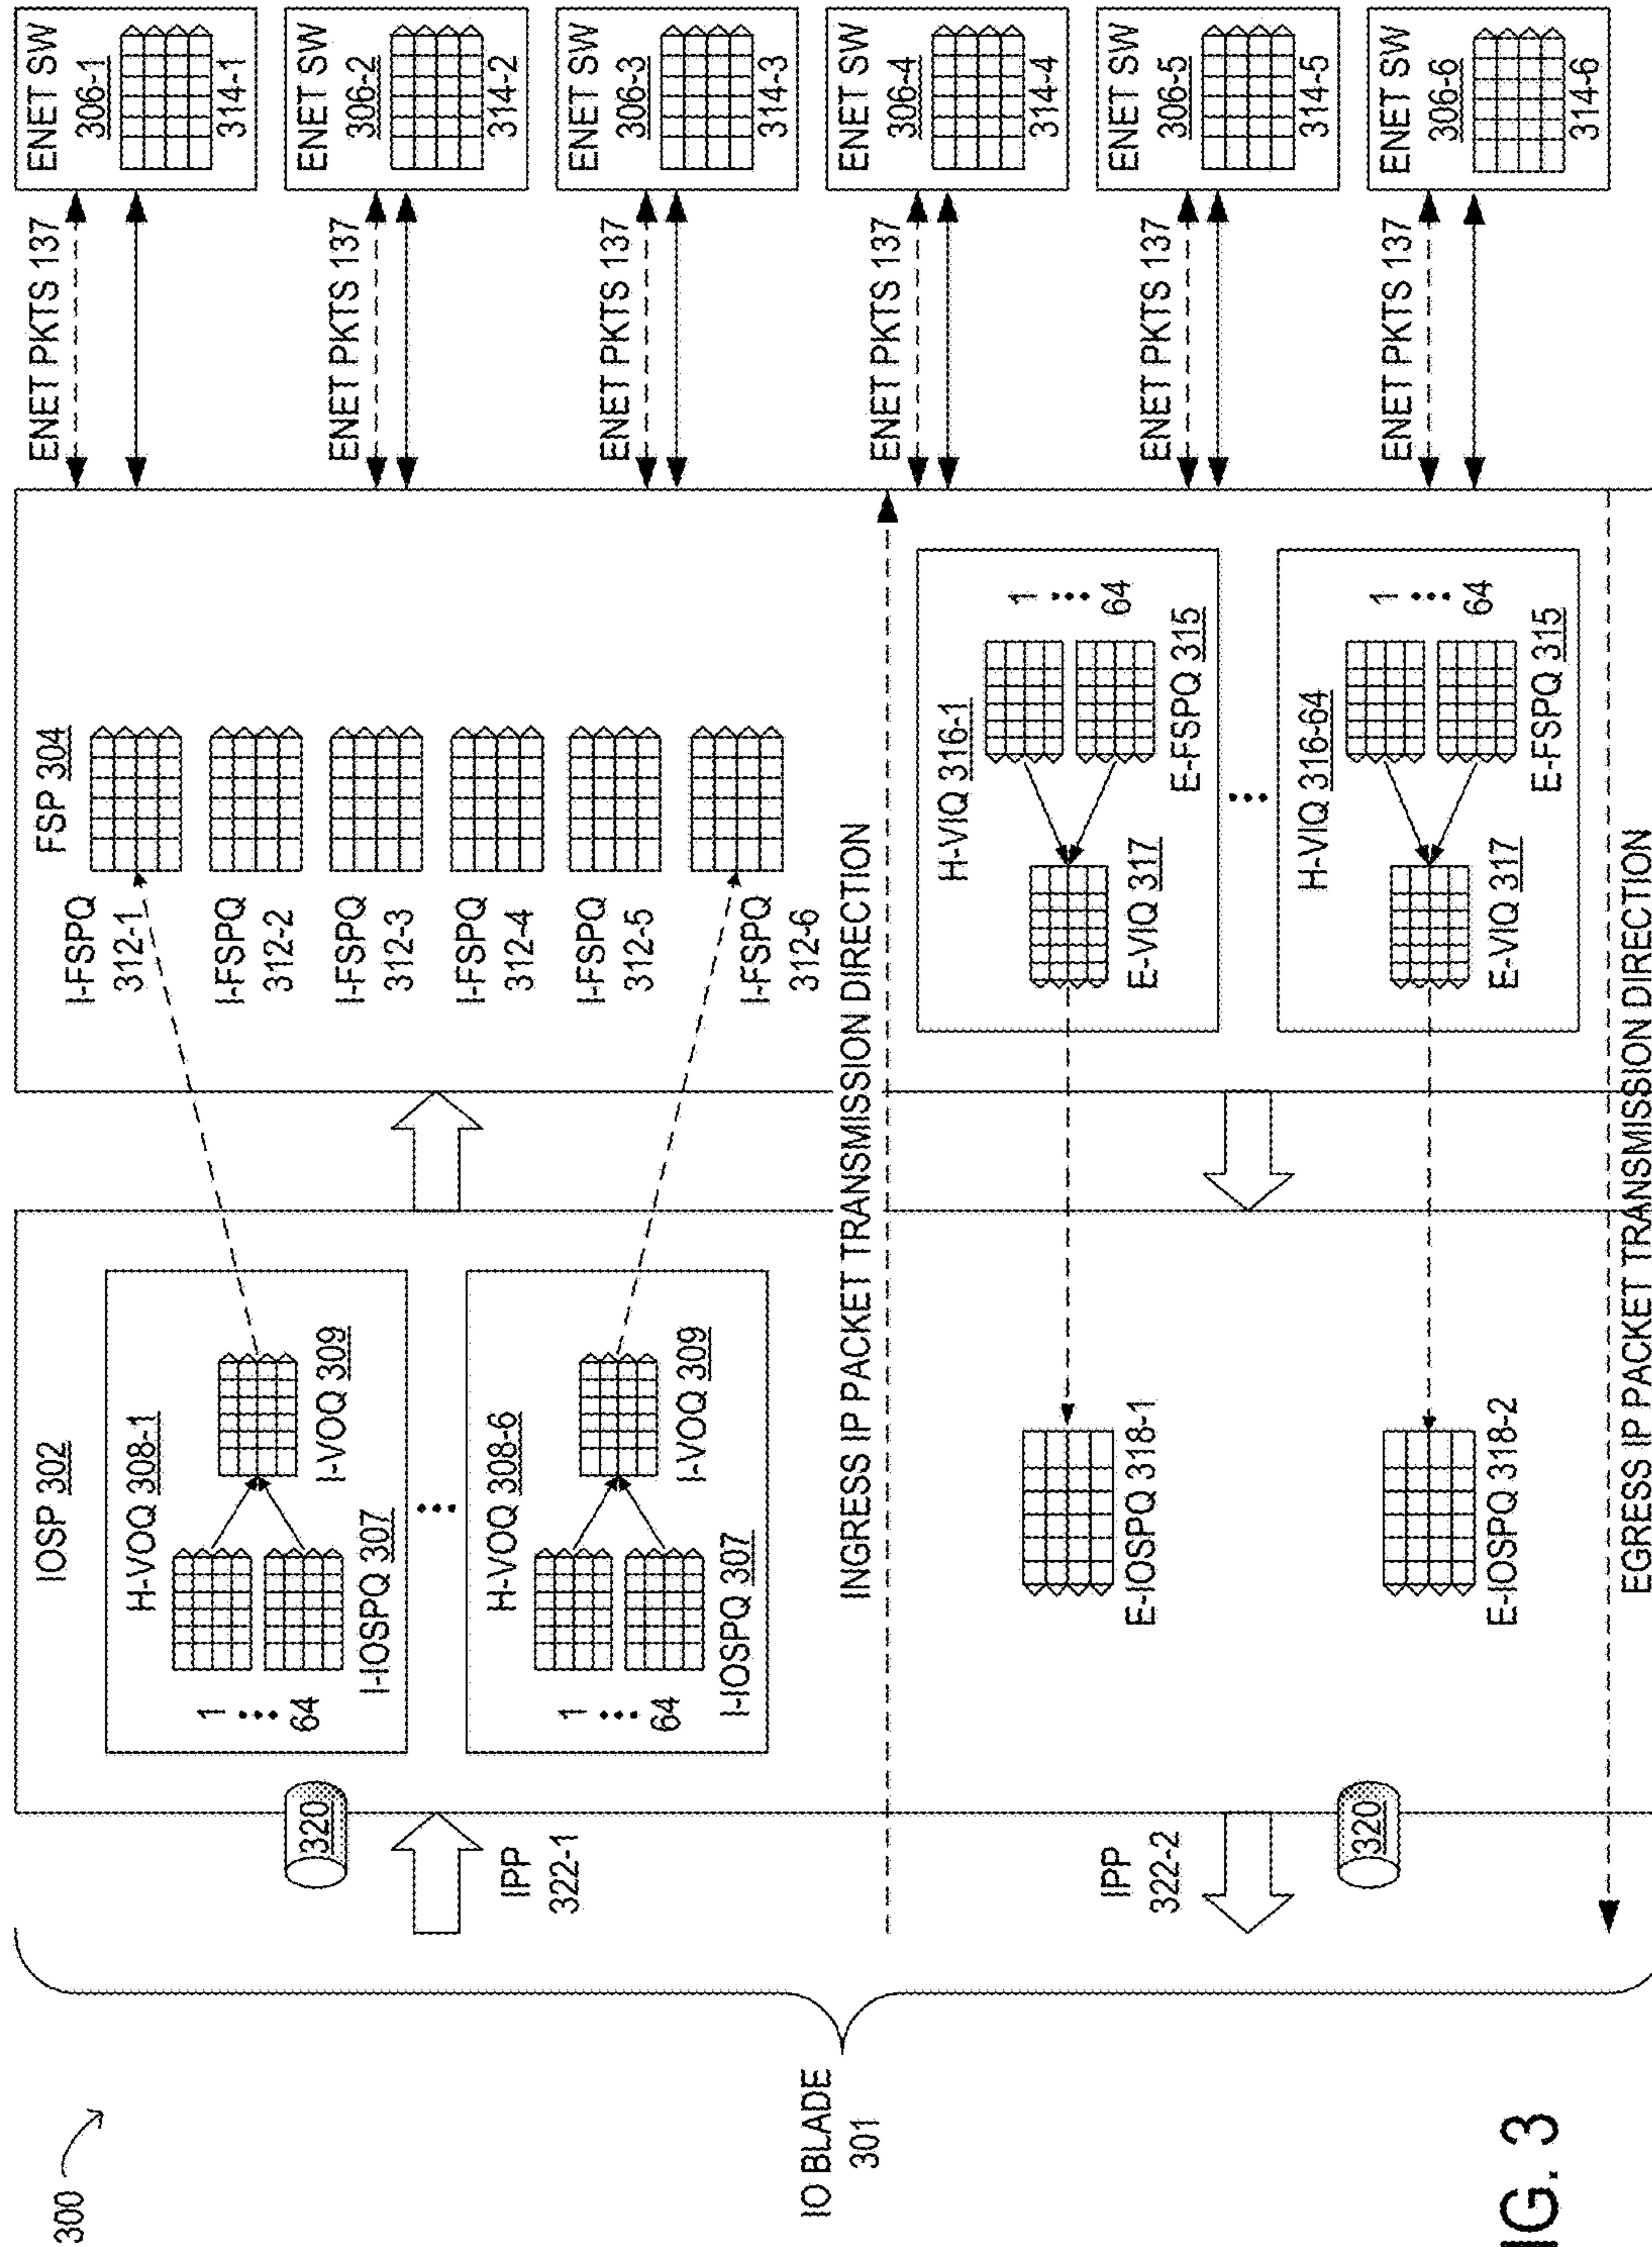 300
IO BLADE
301
IPP
322-1
320
IPP
322-2
320
IOSP 302
H-VOQ 308-1
1
64
I-IOSPQ 307
I-VOQ 309
H-VOQ 308-6
1
64
I-IOSPQ 307
I-VOQ 309
E-IOSPQ 318-1
E-IOSPQ 318-2
INGRESS IP PACKET TRANSMISSION DIRECTION
EGRESS IP PACKET TRANSMISSION DIRECTION
FSP 304
I-FSPQ
312-1
I-FSPQ
312-2
I-FSPQ
312-3
I-FSPQ
312-4
I-FSPQ
312-5
I-FSPQ
312-6
H-VIQ 316-1
1
64
E-VIQ 317
E-FSPQ 315
H-VIQ 316-64
1
64
E-VIQ 317
E-FSPQ 315
ENET PKTS 137
ENET PKTS 137
ENET PKTS 137
ENET PKTS 137
ENET PKTS 137
ENET PKTS 137
ENET SW
306-1
314-1
ENET SW
306-2
314-2
ENET SW
306-3
314-3
ENET SW
306-4
314-4
ENET SW
306-5
314-5
ENET SW
306-6
314-6
IG. 3